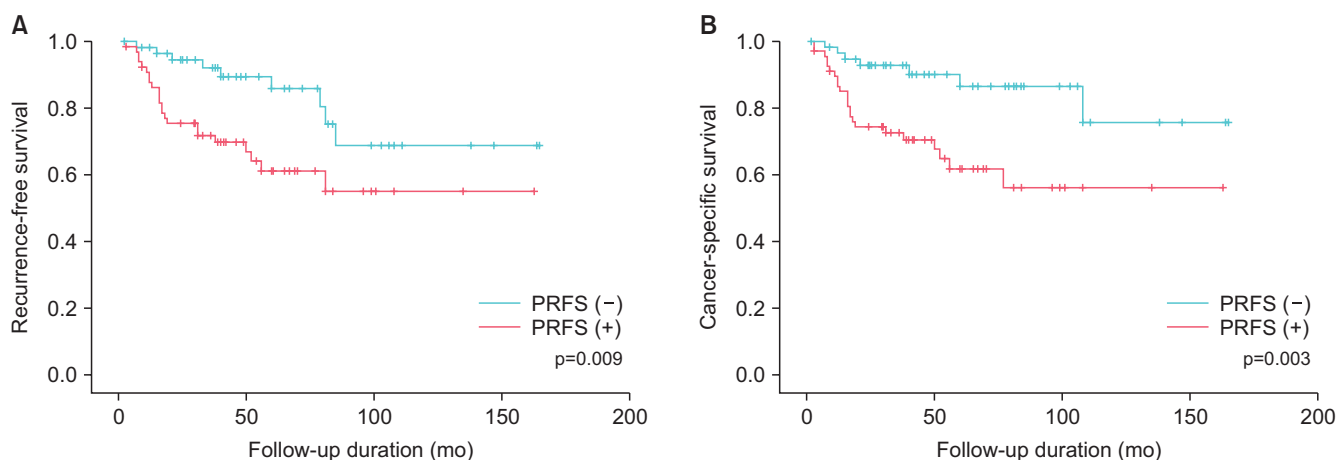 A
Recurrence-free survival
1.0
0.8
0.6
0.4
0.2
0.0
PRFS (−)
PRFS (+)
p=0.009
0 50 100 150 200
Follow-up duration (mo)
B
Cancer-specific survival
1.0
0.8
0.6
0.4
0.2
0.0
PRFS (−)
PRFS (+)
p=0.003
0 50 100 150 200
Follow-up duration (mo)